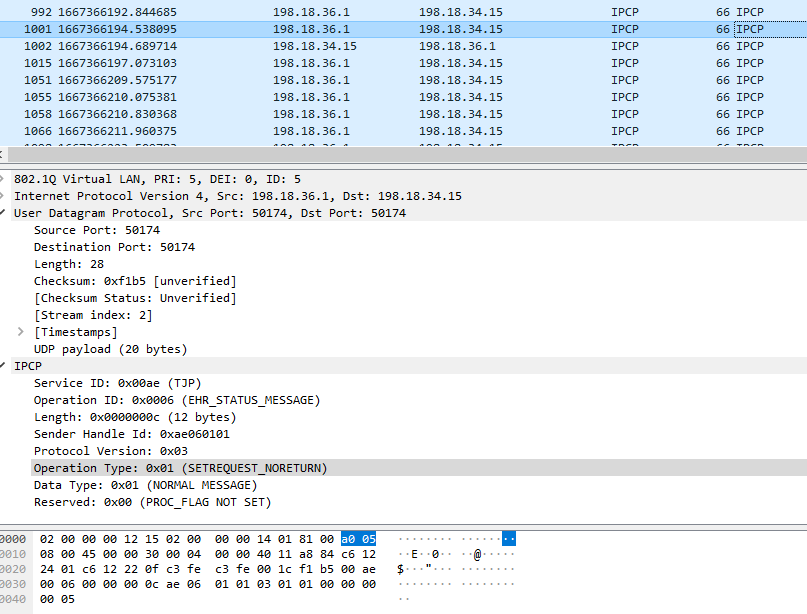 992 1667366192.844685 198.18.36.1 198.18.34.15 IPCP 66 IPCP
1001 1667366194.538095 198.18.36.1 198.18.34.15 IPCP 66 IPCP
1002 1667366194.689714 198.18.34.15 198.18.36.1 IPCP 66 IPCP
1015 1667366197.073103 198.18.36.1 198.18.34.15 IPCP 66 IPCP
1051 1667366209.575177 198.18.36.1 198.18.34.15 IPCP 66 IPCP
1055 1667366210.075381 198.18.36.1 198.18.34.15 IPCP 66 IPCP
1058 1667366210.830368 198.18.36.1 198.18.34.15 IPCP 66 IPCP
1066 1667366211.960375 198.18.36.1 198.18.34.15 IPCP 66 IPCP
802.1Q Virtual LAN, PRI: 5, DEI: 0, ID: 5
Internet Protocol Version 4, Src: 198.18.36.1, Dst: 198.18.34.15
User Datagram Protocol, Src Port: 50174, Dst Port: 50174
Source Port: 50174
Destination Port: 50174
Length: 28
Checksum: 0xf1b5 [unverified]
[Checksum Status: Unverified]
[Stream index: 2]
[Timestamps]
UDP payload (20 bytes)
IPCP
Service ID: 0x00ae (TJP)
Operation ID: 0x0006 (EHR_STATUS_MESSAGE)
Length: 0x0000000c (12 bytes)
Sender Handle Id: 0xae060101
Protocol Version: 0x03
Operation Type: 0x01 (SETREQUEST_NORETURN)
Data Type: 0x01 (NORMAL MESSAGE)
Reserved: 0x00 (PROC_FLAG NOT SET)
0000 02 00 00 00 12 15 02 00 00 00 14 01 81 00 a0 05 ········ ········
0010 08 00 45 00 00 30 00 04 00 00 40 11 a8 84 c6 12 ··E··0·· ··@·····
0020 24 01 c6 12 22 0f c3 fe c3 fe 00 1c f1 b5 00 ae $···"··· ········
0030 00 06 00 00 00 0c ae 06 01 01 03 01 01 00 00 00 ········ ········
0040 00 05 ··